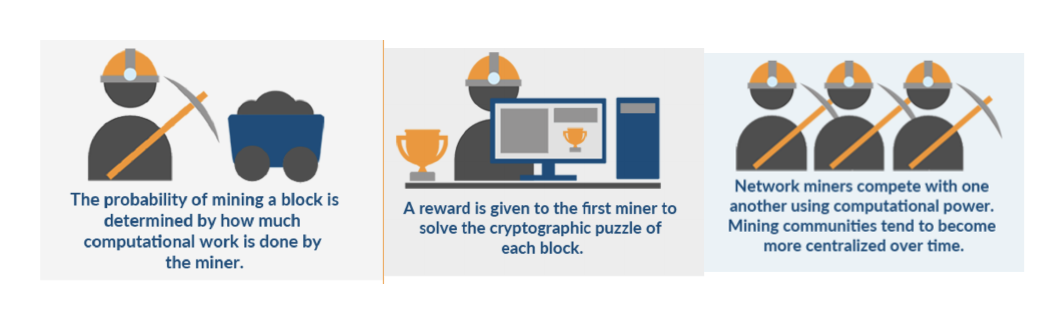 The probability of mining a block is
determined by how much
computational work is done by
the miner.
A reward is given to the first miner to
solve the cryptographic puzzle of
each block.
Network miners compete with one
another using computational power.
Mining communities tend to become
more centralized over time.